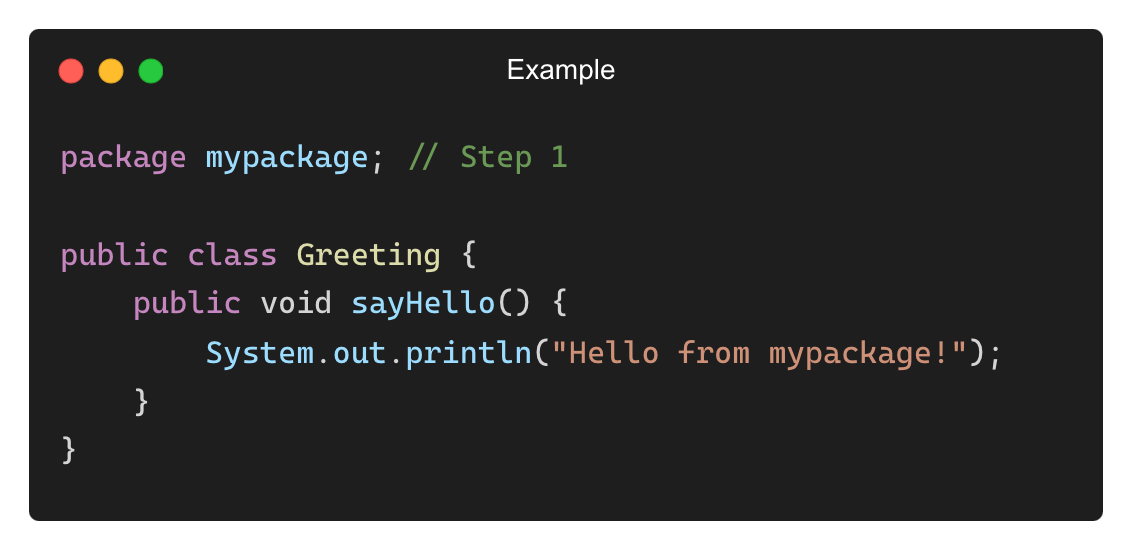 Example
package mypackage; // Step 1
public class Greeting {
    public void sayHello() {
        System.out.println("Hello from mypackage!");
    }
}